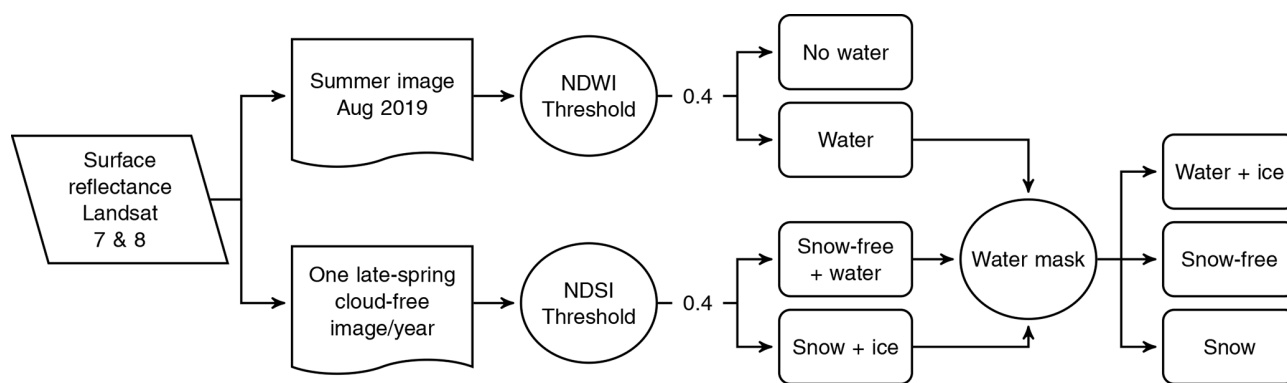 Surface
reflectance
Landsat
7 & 8
Summer image
Aug 2019
One late-spring
cloud-free
image/year
NDWI
Threshold
0.4
NDSI
Threshold
0.4
No water
Water
Snow-free
+ water
Snow + ice
Water mask
Water + ice
Snow-free
Snow